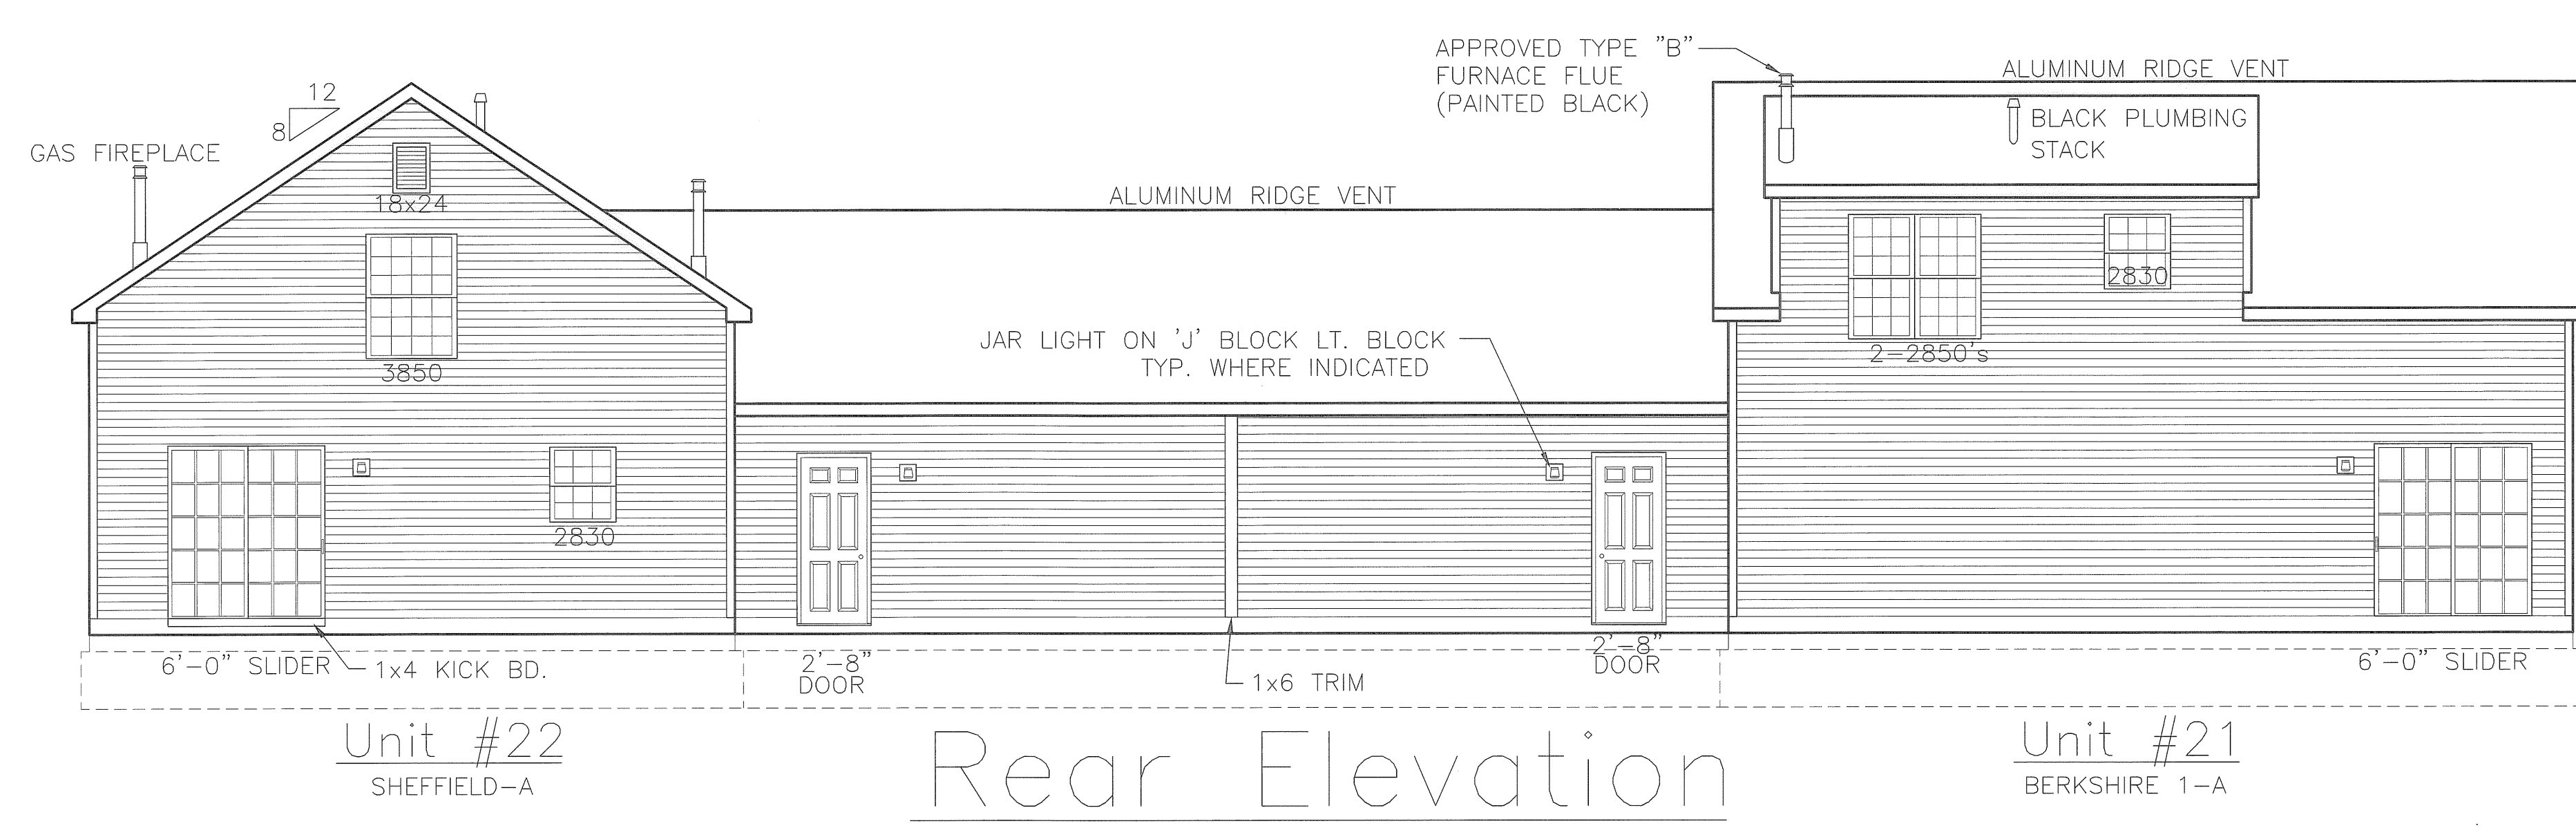 APPROVED TYPE "B"
FURNACE FLUE
(PAINTED BLACK)
ALUMINUM RIDGE VENT
12
8
GAS FIREPLACE
BLACK PLUMBING
STACK
18x24
ALUMINUM RIDGE VENT
2830
JAR LIGHT ON 'J' BLOCK LT. BLOCK
TYP. WHERE INDICATED
3850
2-2850's
2830
6'-0" SLIDER
1x4 KICK BD.
2'-8"
DOOR
1x6 TRIM
2'-8"
DOOR
6'-0" SLIDER
Unit #22
SHEFFIELD-A
Rear Elevation
Unit #21
BERKSHIRE 1-A